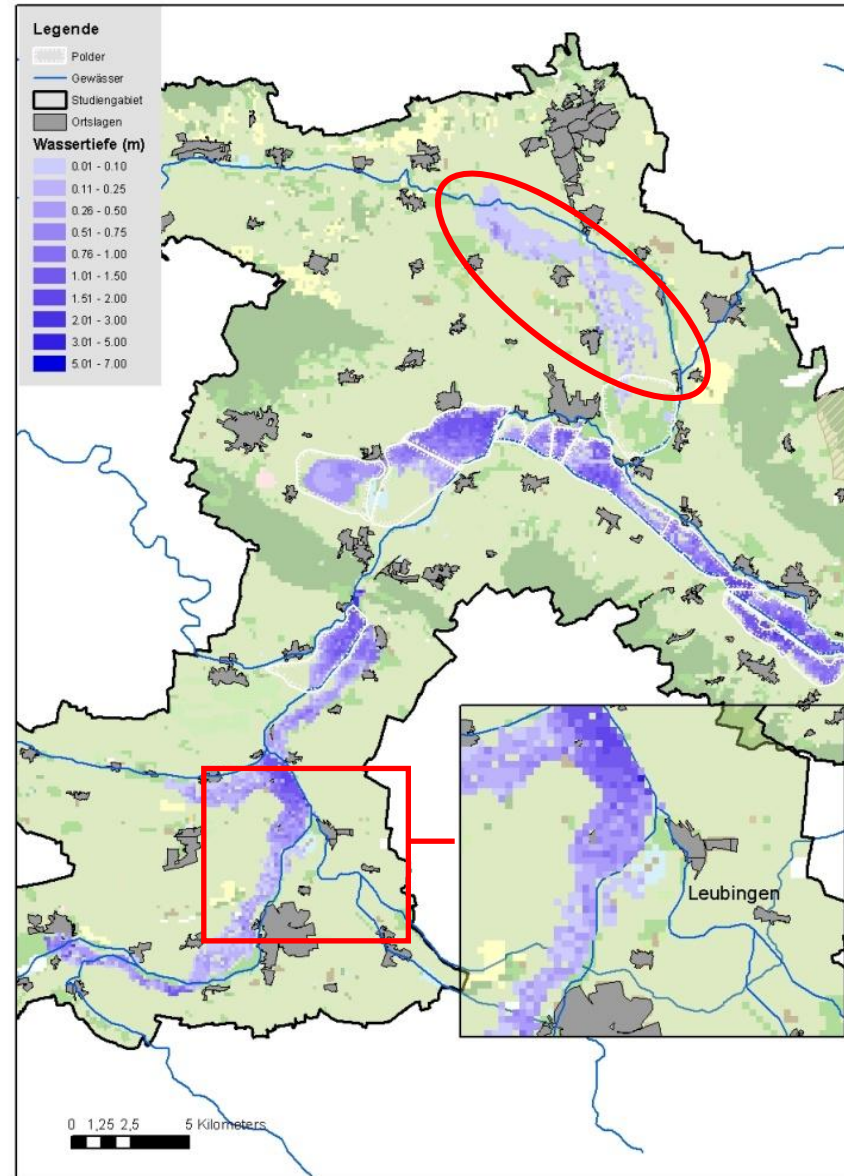 Legende
Polder
Gewässer
Studiengabiet
Ortslagen
Wassertiefe (m)
0.01 - 0.10
0.11 - 0.25
0.26 - 0.50
0.51 - 0.75
0.76 - 1.00
1.01 - 1.50
1.51 - 2.00
2.01 - 3.00
3.01 - 5.00
5.01 - 7.00
Leubingen
0 1,25 2,5 5 Kilometers